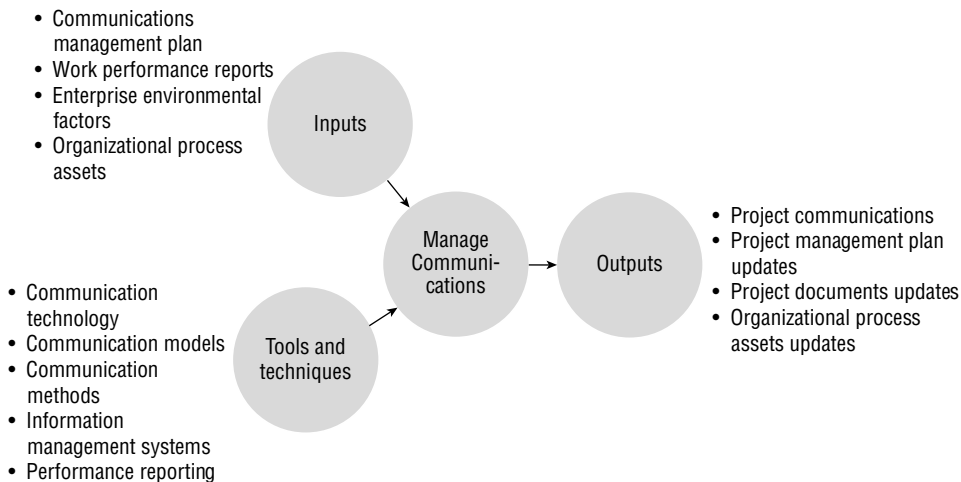 • Communications
management plan
• Work performance reports
• Enterprise environmental
factors
• Organizational process
assets
Inputs
Manage
Communi-
cations
Outputs
• Project communications
• Project management plan
updates
• Project documents updates
• Organizational process
assets updates
• Communication
technology
• Communication models
• Communication
methods
• Information
management systems
• Performance reporting
Tools and
techniques